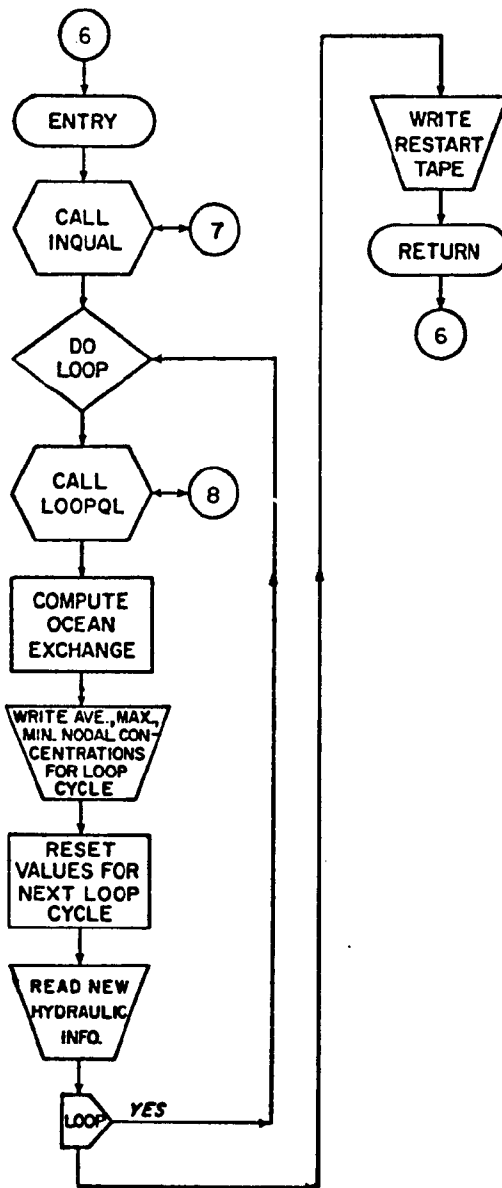 6
ENTRY
CALL
INQUAL
7
DO
LOOP
CALL
LOOPQL
8
COMPUTE
OCEAN
EXCHANGE
WRITE AVE., MAX.,
MIN. NODAL CON-
CENTRATIONS
FOR LOOP
CYCLE
RESET
VALUES FOR
NEXT LOOP
CYCLE
READ NEW
HYDRAULIC
INFO.
LOOP
YES
WRITE
RESTART
TAPE
RETURN
6